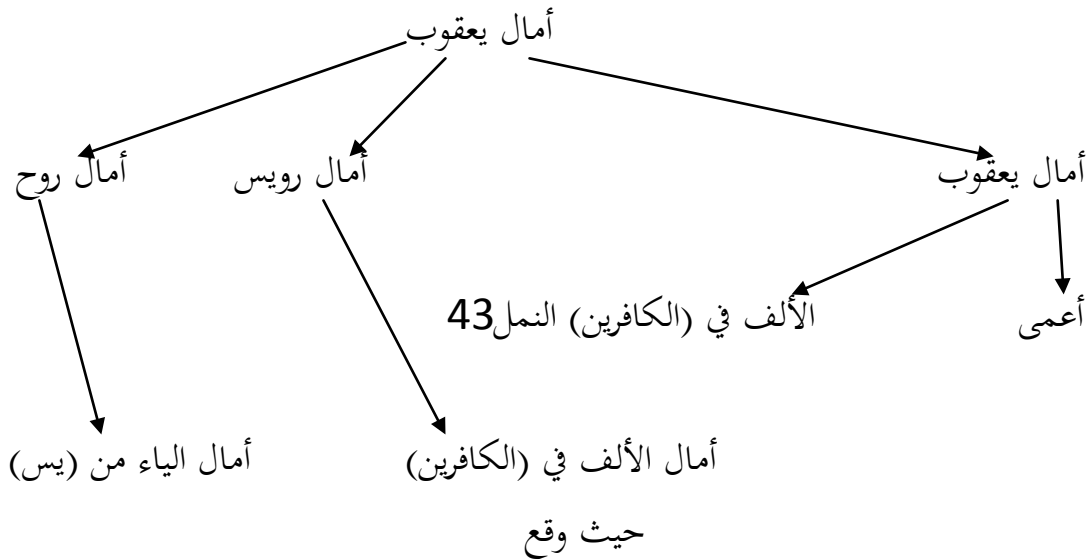 أمال يعقوب
أمال يعقوب
أمال رويس
أمال روح
أعمى
الألف في (الكافرين) النمل43
أمال الألف في (الكافرين)
حيث وقع
أمال الياء من (يس)